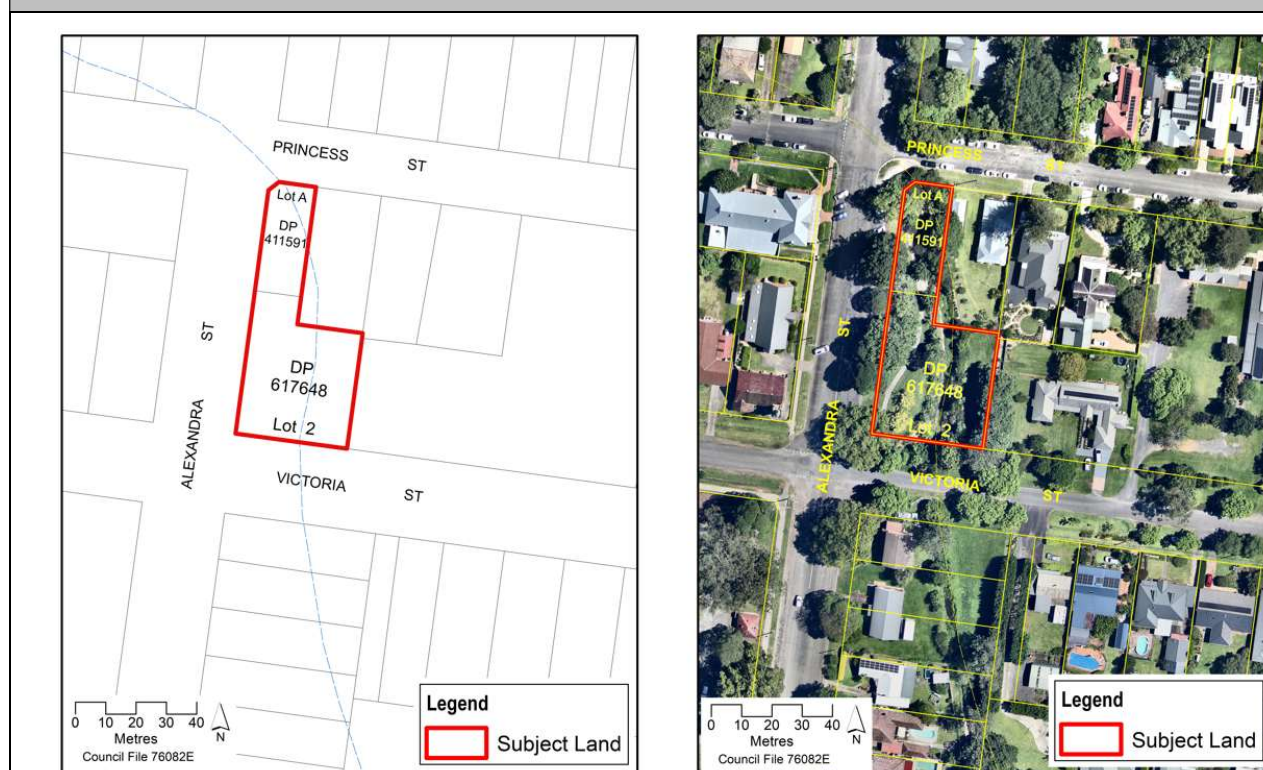 PRINCESS ST
Lot A
DP
411591
ALEXANDRA ST
DP
617648
Lot 2
VICTORIA ST
0 10 20 30 40
Metres
Council File 76082E
N
Legend
Subject Land
PRINCESS ST
Lot A
DP
411591
ALEXANDRA ST
DP
617648
Lot 2
VICTORIA ST
0 10 20 30 40
Metres
Council File 76082E
N
Legend
Subject Land